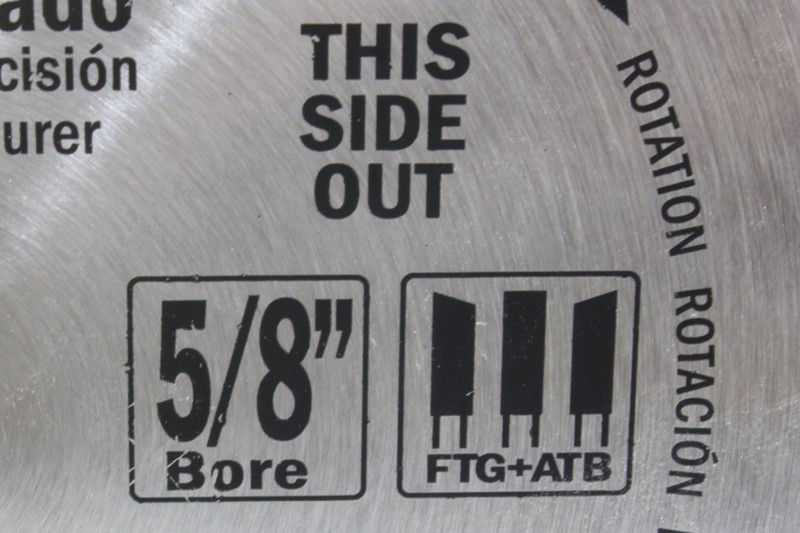 cisión
urer
THIS
SIDE
OUT
ROTATION ROTACIÓN
5/8”
Bore
FTG+ATB